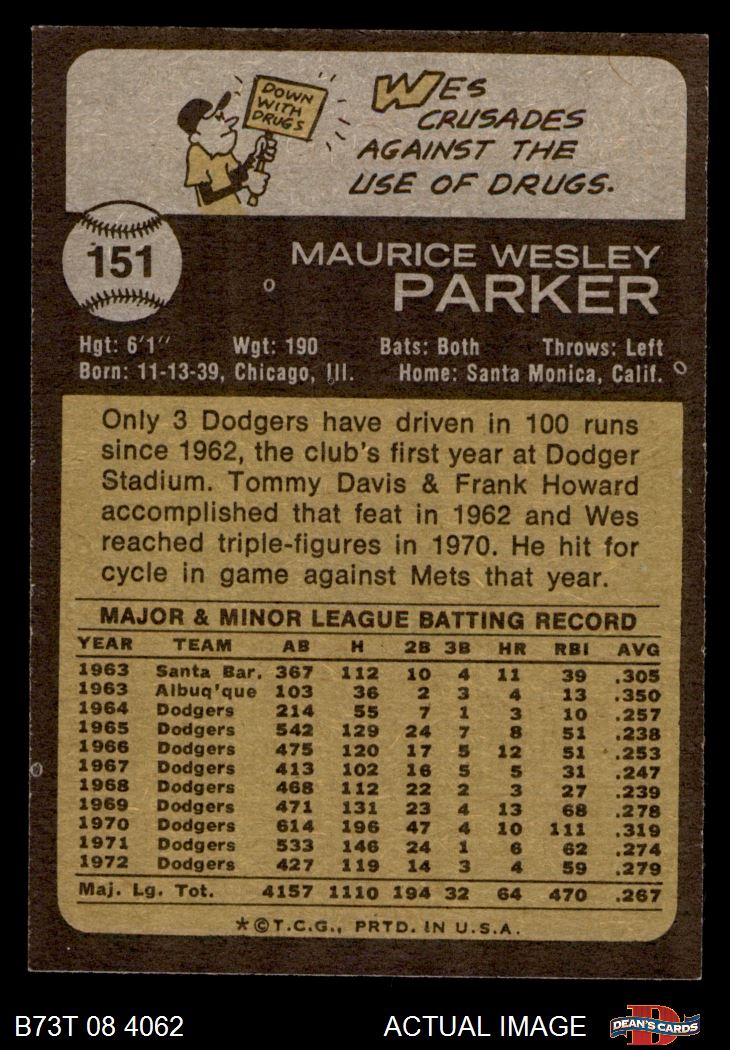 DOWN
WITH
DRUGS
WES
CRUSADES
AGAINST THE
USE OF DRUGS.
151
MAURICE WESLEY
PARKER
Hgt: 6'1" Wgt: 190 Bats: Both Throws: Left
Born: 11-13-39, Chicago, Ill. Home: Santa Monica, Calif.
Only 3 Dodgers have driven in 100 runs
since 1962, the club's first year at Dodger
Stadium. Tommy Davis & Frank Howard
accomplished that feat in 1962 and Wes
reached triple-figures in 1970. He hit for
cycle in game against Mets that year.
MAJOR & MINOR LEAGUE BATTING RECORD
YEAR TEAM AB H 2B 3B HR RBI AVG
1963 Santa Bar. 367 112 10 4 11 39 .305
1963 Albuq'que 103 36 2 3 4 13 .350
1964 Dodgers 214 55 7 1 3 10 .257
1965 Dodgers 542 129 24 7 8 51 .238
1966 Dodgers 475 120 17 5 12 51 .253
1967 Dodgers 413 102 16 5 5 31 .247
1968 Dodgers 468 112 22 2 3 27 .239
1969 Dodgers 471 131 23 4 13 68 .278
1970 Dodgers 614 196 47 4 10 111 .319
1971 Dodgers 533 146 24 1 6 62 .274
1972 Dodgers 427 119 14 3 4 59 .279
Maj. Lg. Tot. 4157 1110 194 32 64 470 .267
*©T.C.G., PRTD. IN U.S.A.
B73T 08 4062 ACTUAL IMAGE DEAN'S CARDS